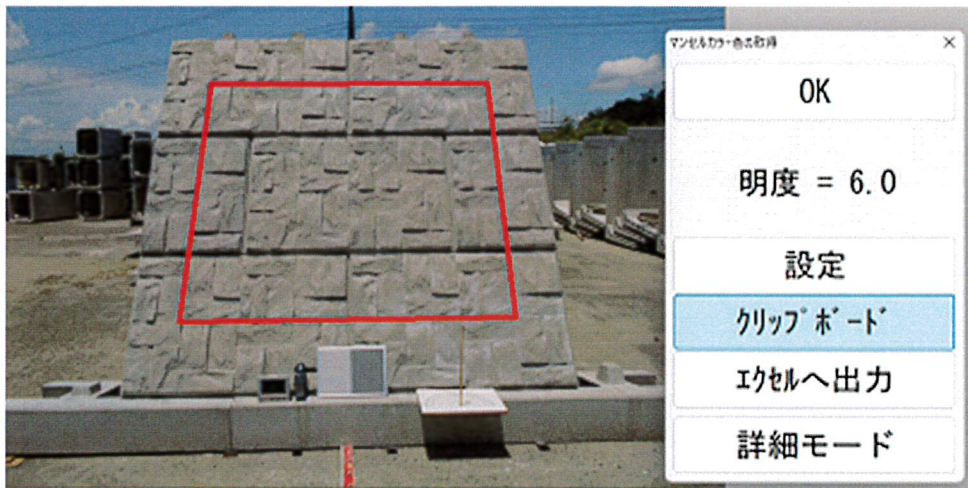 マンセルカラー色の取得
OK
明度 = 6.0
設定
クリップボード
エクセルへ出力
詳細モード